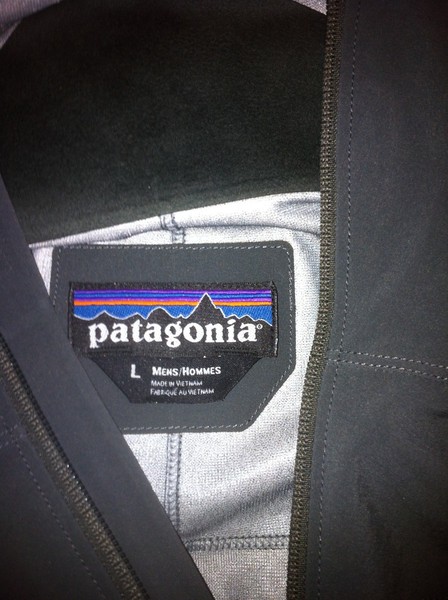 patagonia®
L MENS/HOMMES
MADE IN VIETNAM
FABRIQUÉ AU VIETNAM